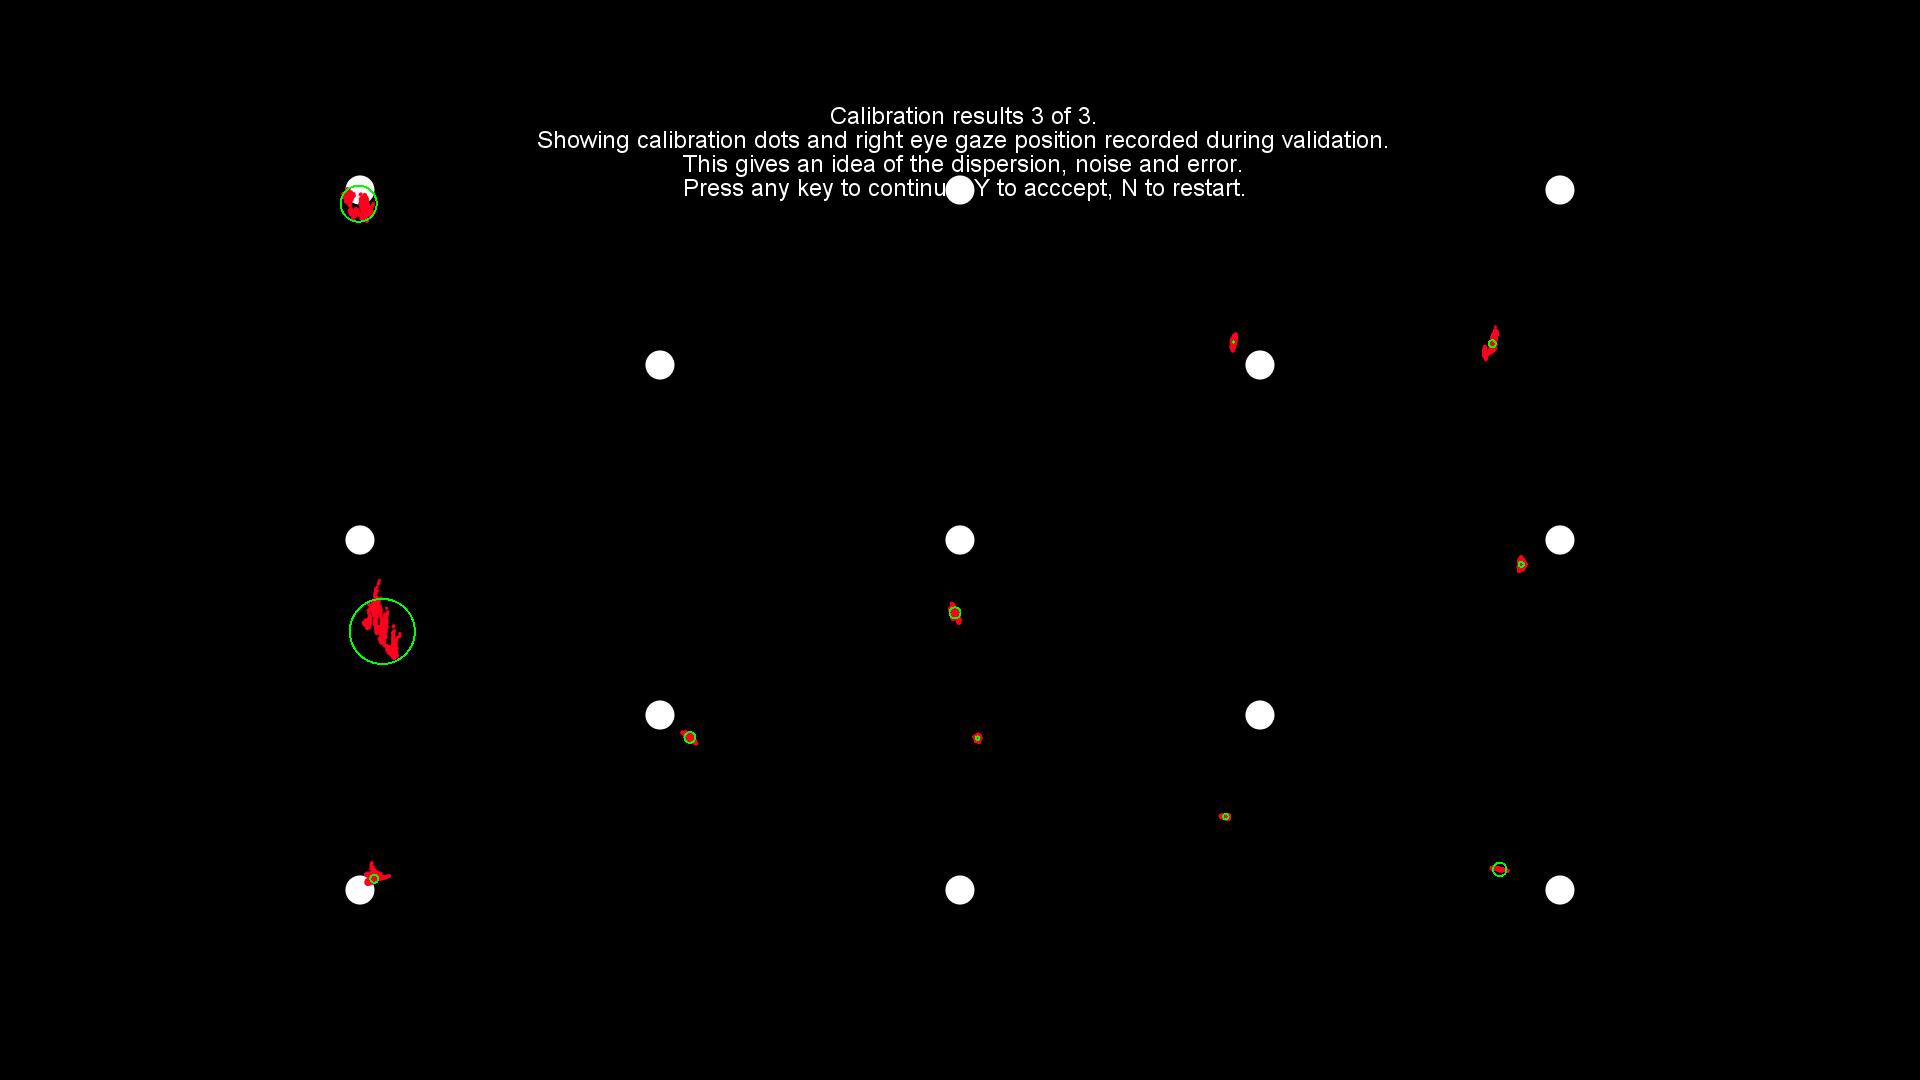 Calibration results 3 of 3.
Showing calibration dots and right eye gaze position recorded during validation.
This gives an idea of the dispersion, noise and error.
Press any key to continu Y to acccept, N to restart.